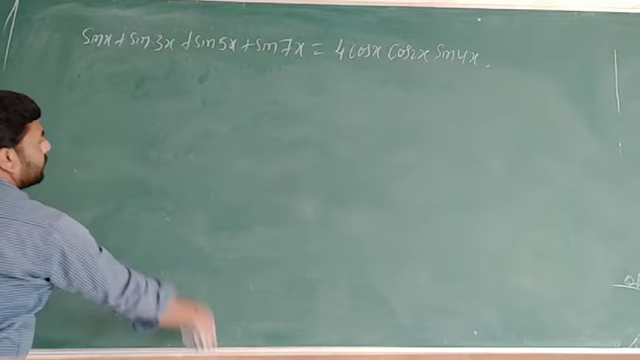 sinx + sin3x + sin5x + sin7x = 4cosx cos2x sin4x.